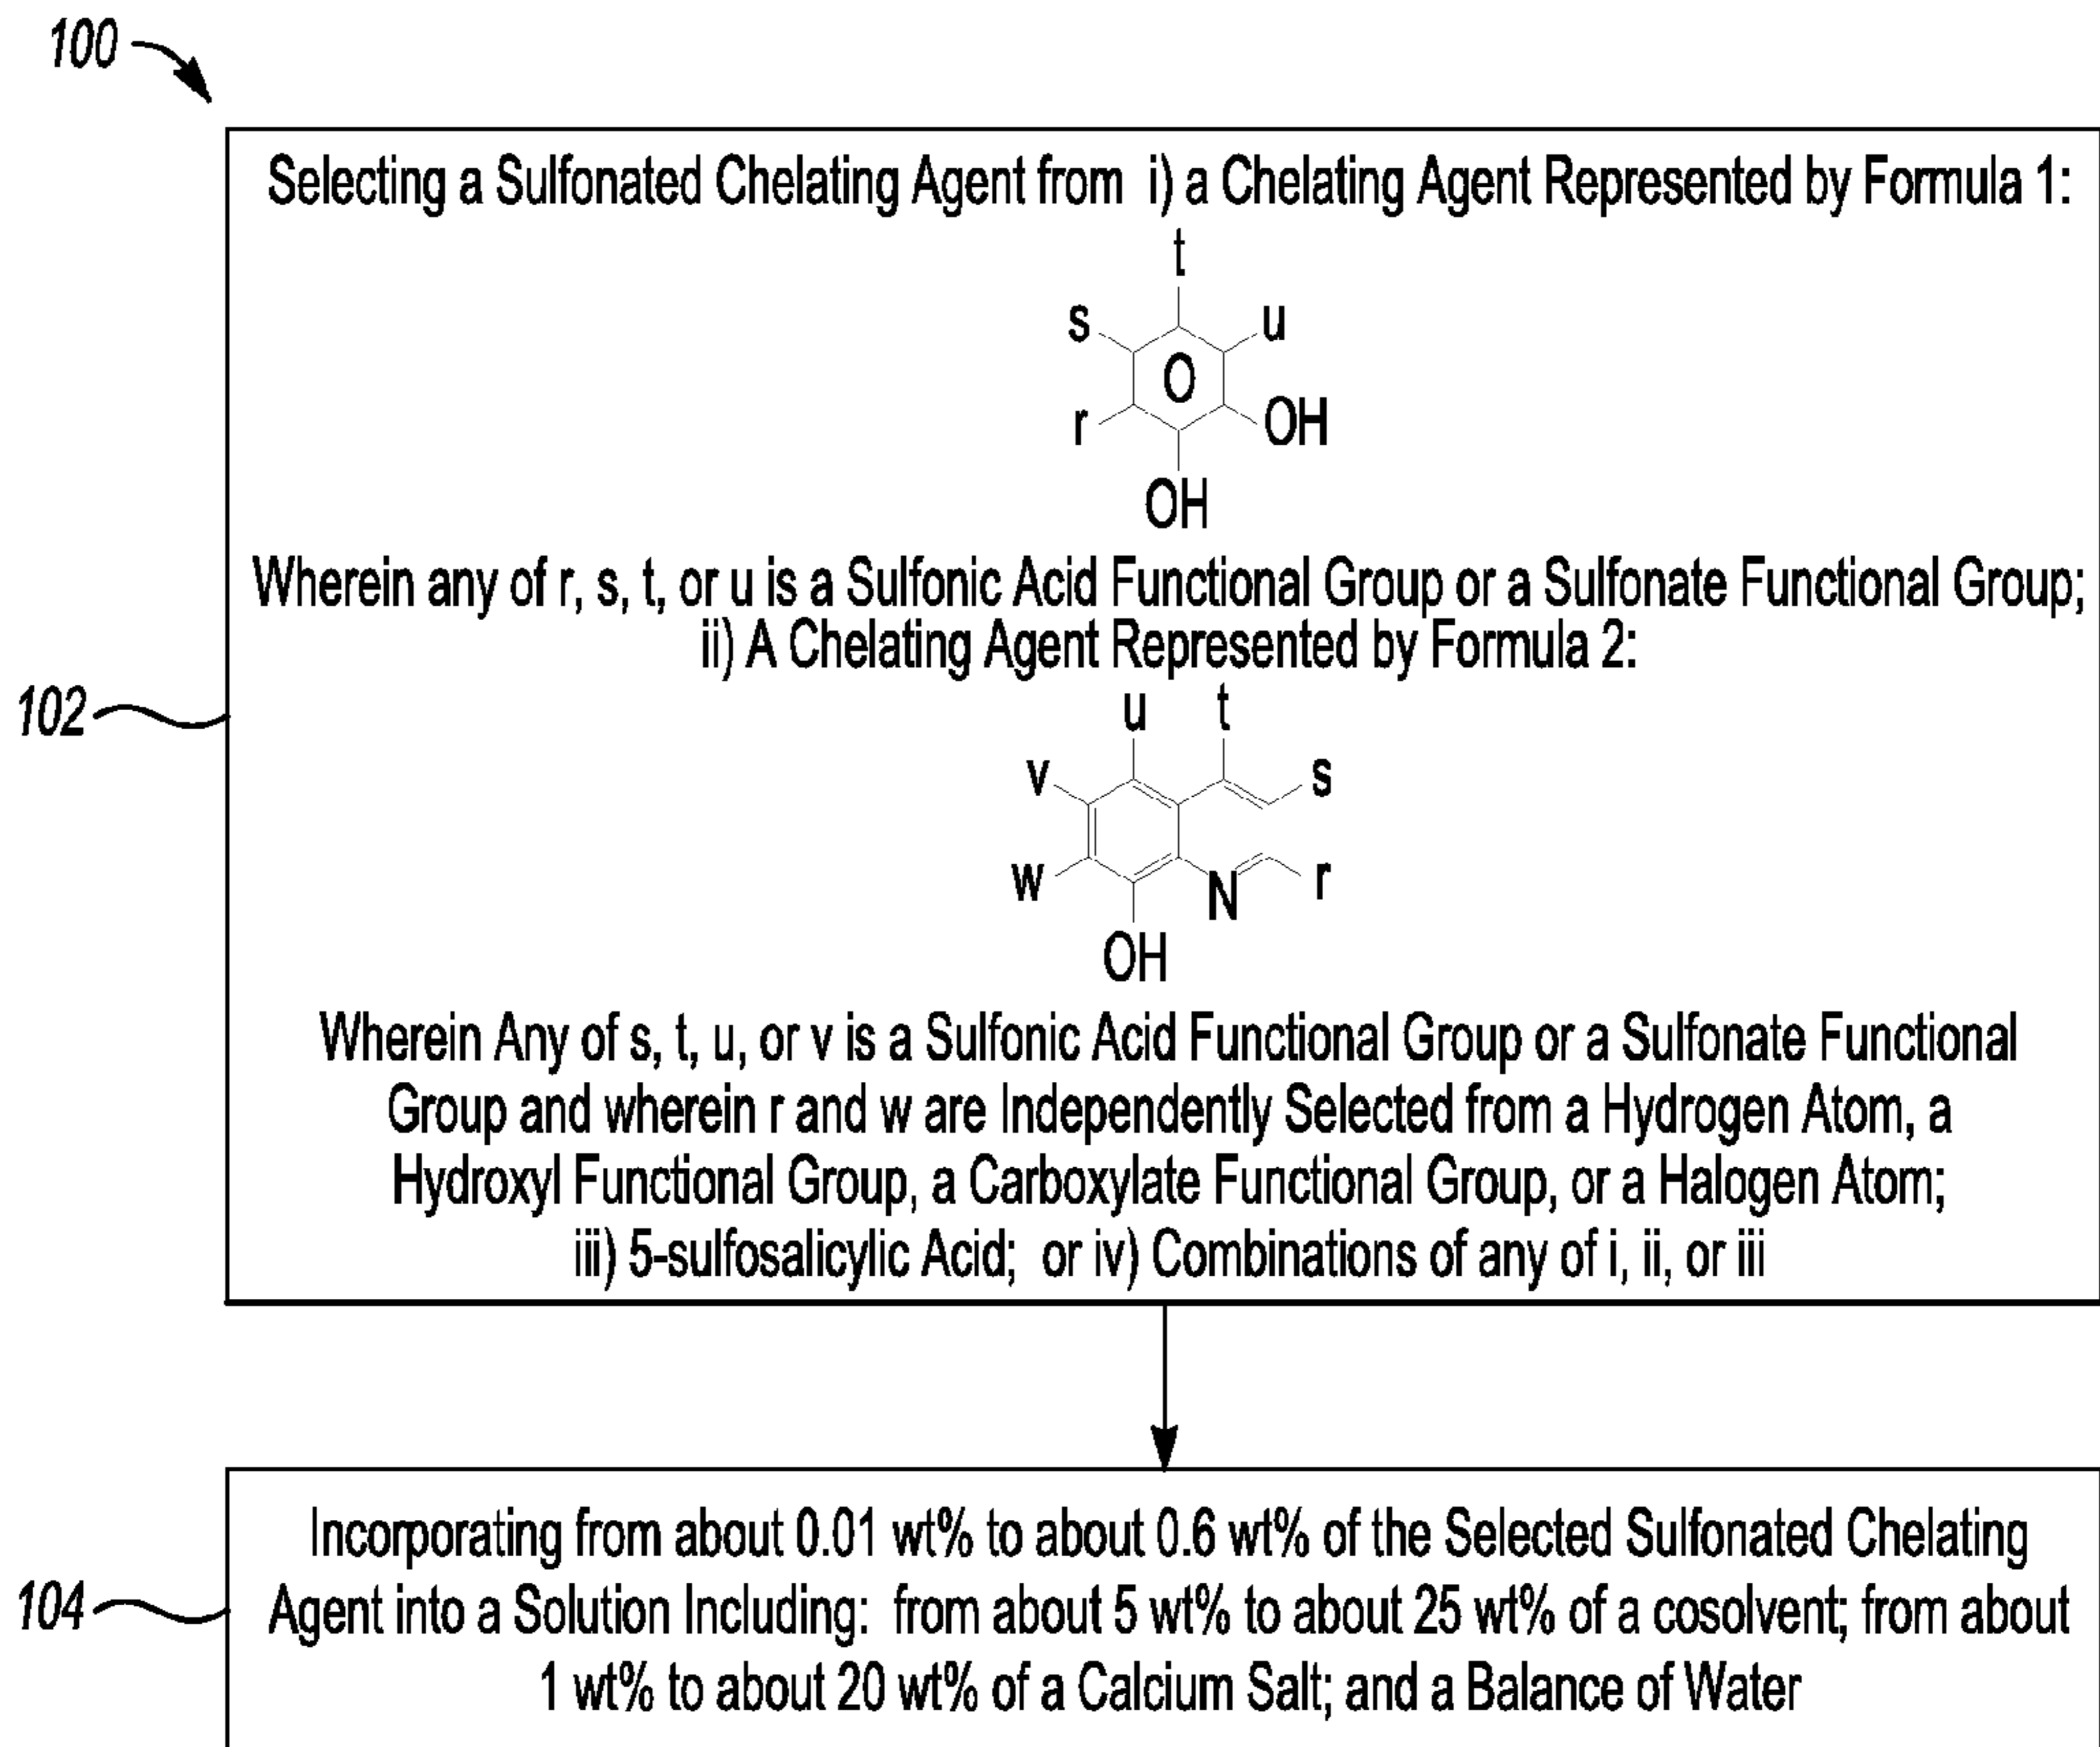 100
Selecting a Sulfonated Chelating Agent from i) a Chelating Agent Represented by Formula 1:
t
s u
O
r OH
OH
Wherein any of r, s, t, or u is a Sulfonic Acid Functional Group or a Sulfonate Functional Group;
ii) A Chelating Agent Represented by Formula 2:
102
u t
v s
w N r
OH
Wherein Any of s, t, u, or v is a Sulfonic Acid Functional Group or a Sulfonate Functional
Group and wherein r and w are Independently Selected from a Hydrogen Atom, a
Hydroxyl Functional Group, a Carboxylate Functional Group, or a Halogen Atom;
iii) 5-sulfosalicylic Acid; or iv) Combinations of any of i, ii, or iii
Incorporating from about 0.01 wt% to about 0.6 wt% of the Selected Sulfonated Chelating
104
Agent into a Solution Including: from about 5 wt% to about 25 wt% of a cosolvent; from about
1 wt% to about 20 wt% of a Calcium Salt; and a Balance of Water